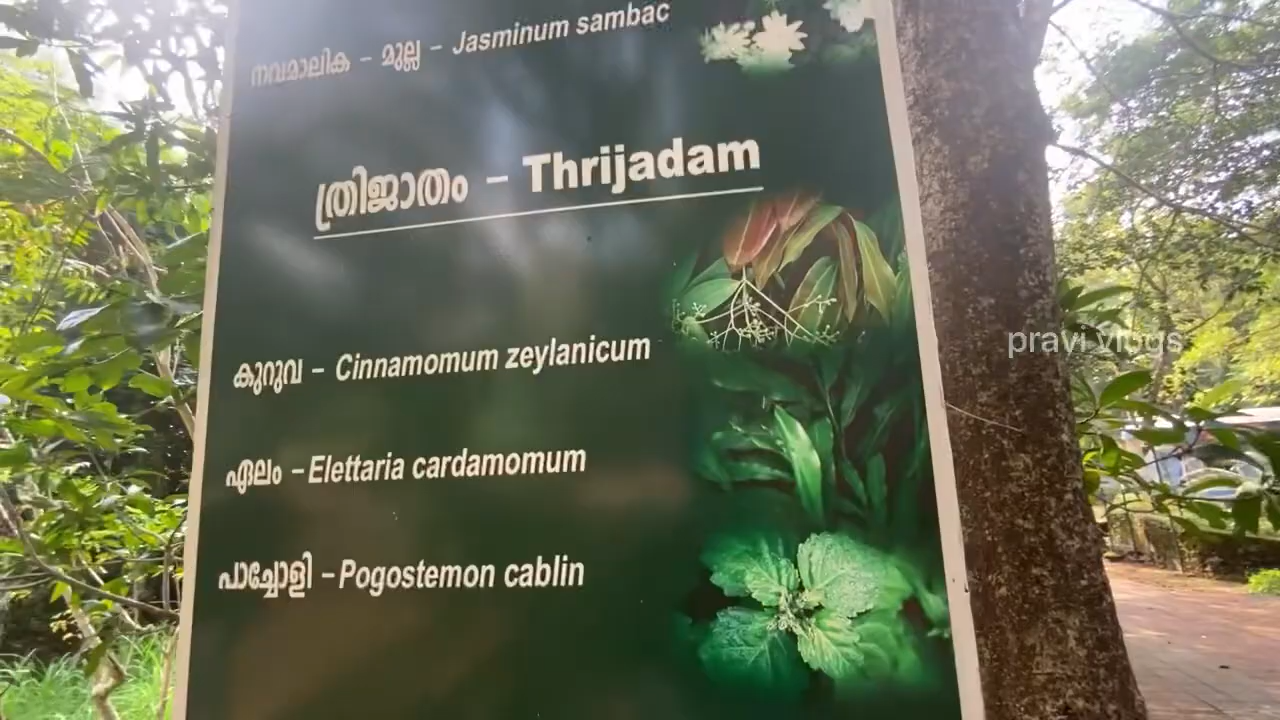 നവമാലിക – മുല്ല – Jasminum sambac
ത്രിജാതം – Thrijadam
കുറുവ – Cinnamomum zeylanicum
ഏലം – Elettaria cardamomum
പാച്ചോളി – Pogostemon cablin
pravi vlogs